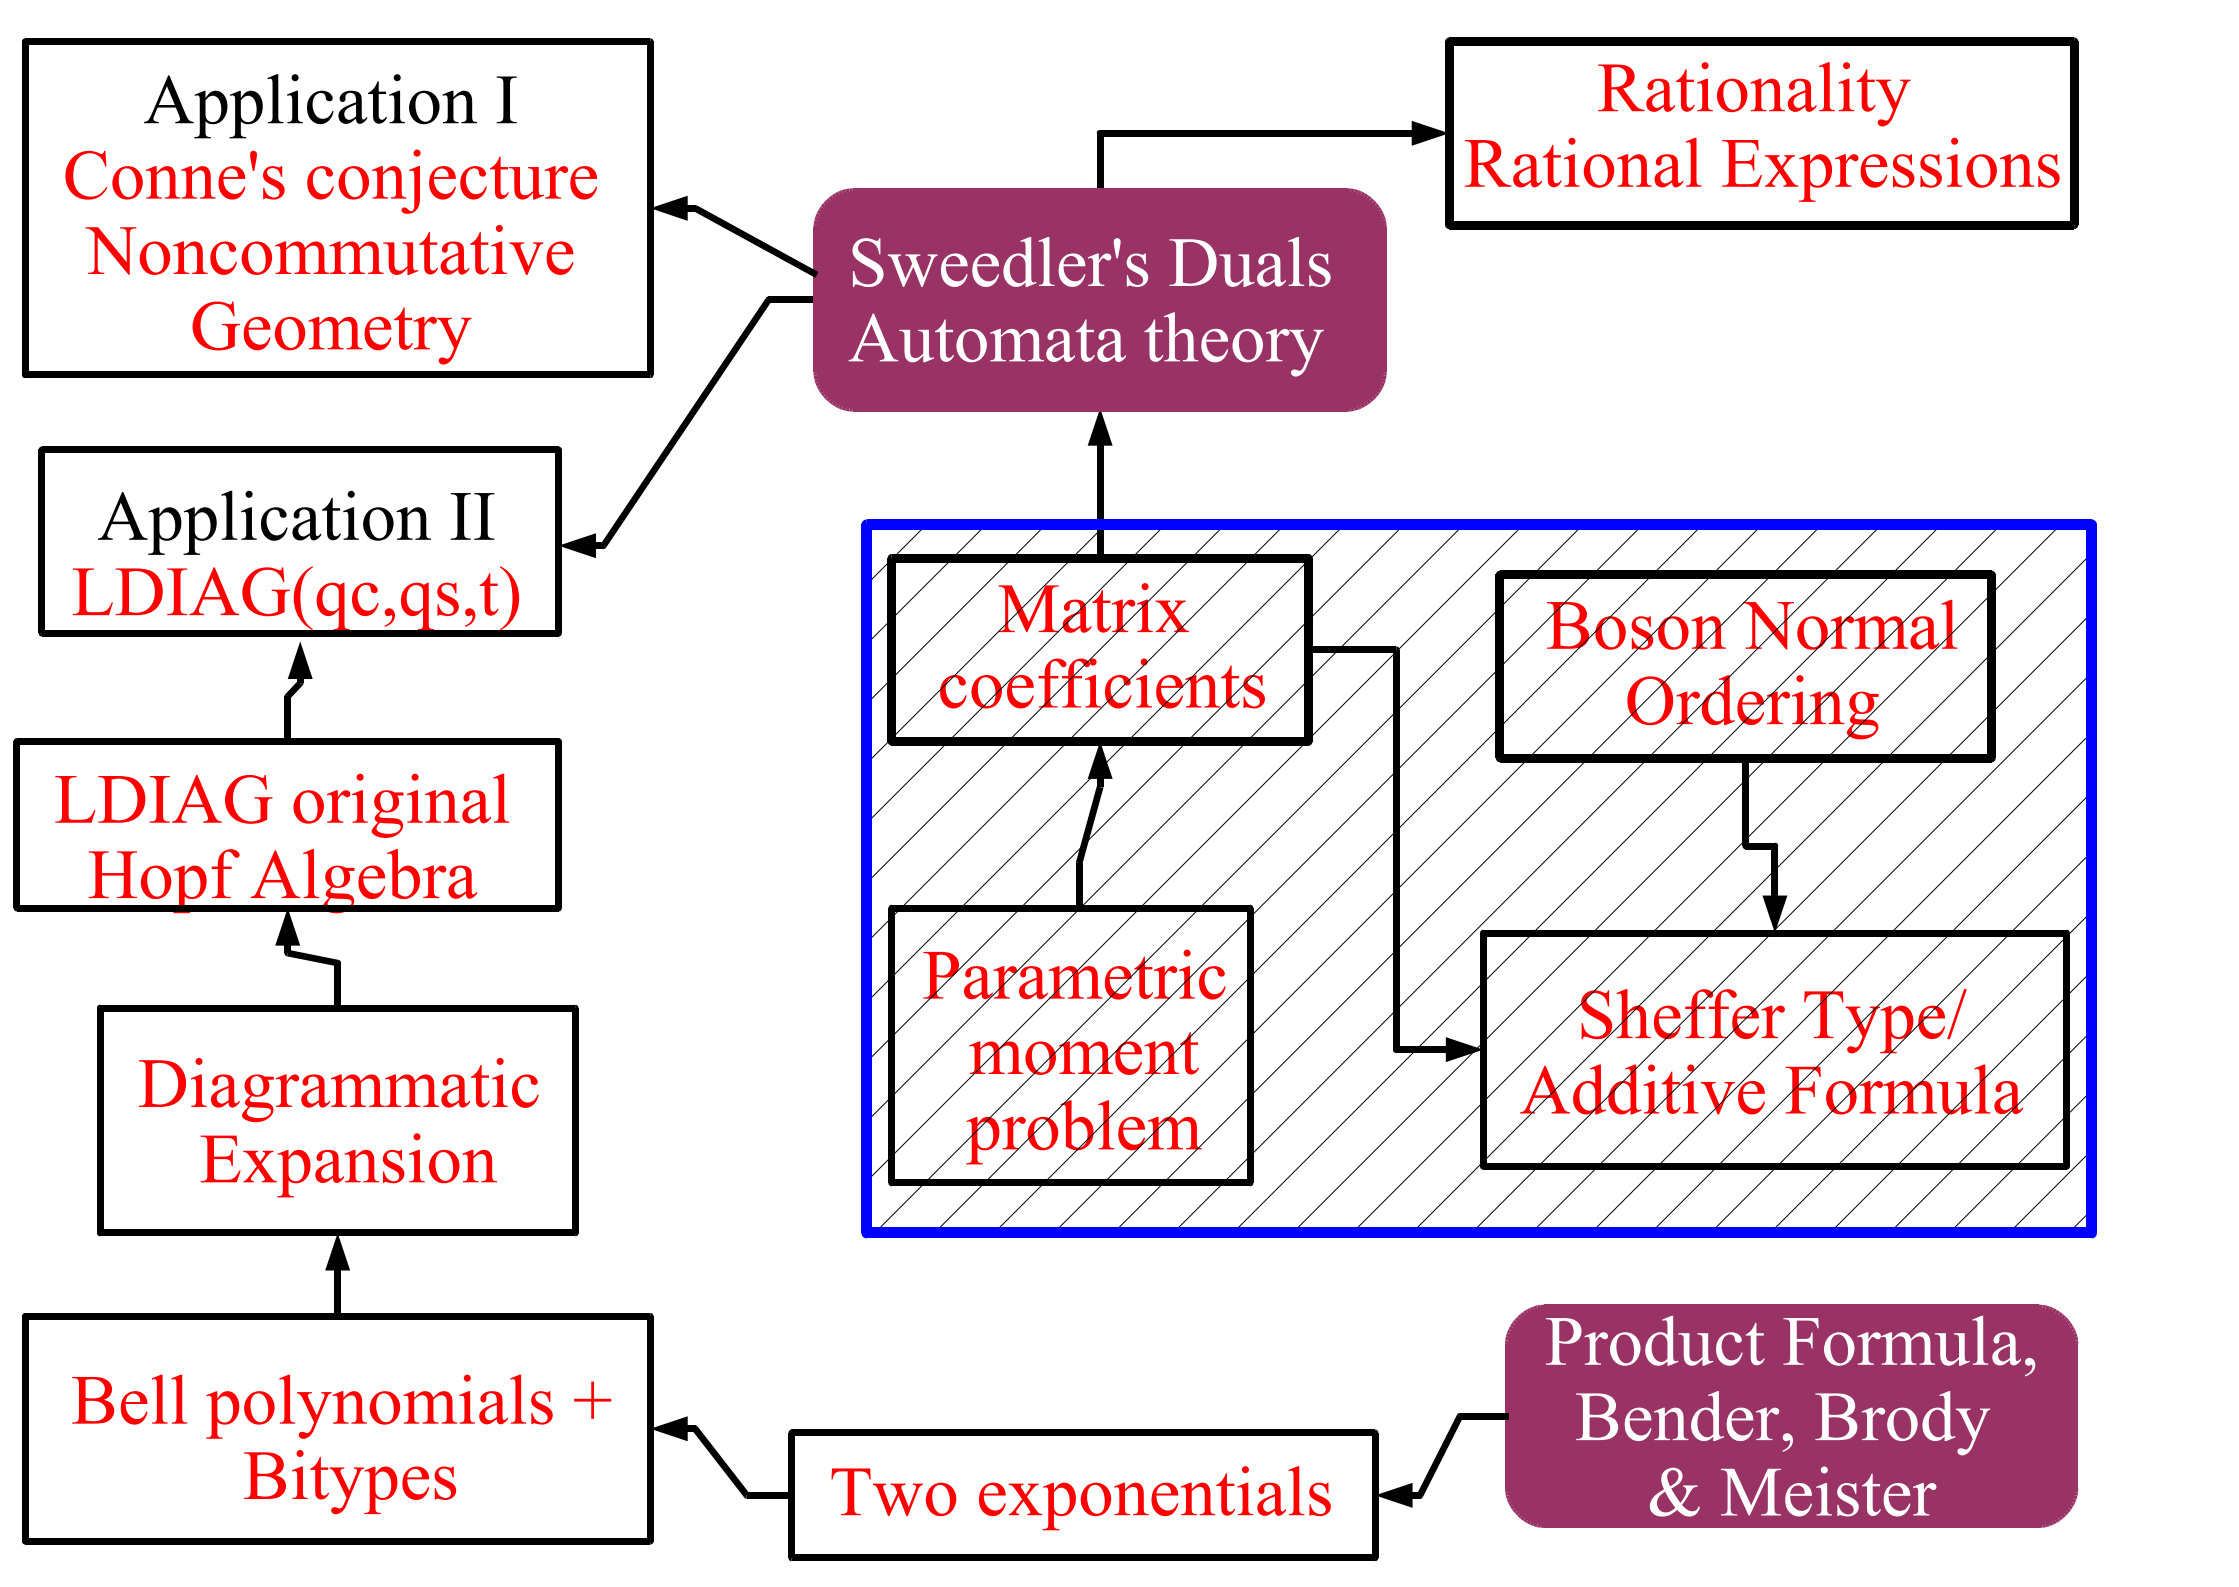 Application I
Conne's conjecture
Noncommutative
Geometry
Rationality
Rational Expressions
Sweedler's Duals
Automata theory
Application II
LDIAG(qc,qs,t)
Matrix
coefficients
Boson Normal
Ordering
LDIAG original
Hopf Algebra
Parametric
moment
problem
Sheffer Type/
Additive Formula
Diagrammatic
Expansion
Bell polynomials +
Bitypes
Two exponentials
Product Formula,
Bender, Brody
& Meister